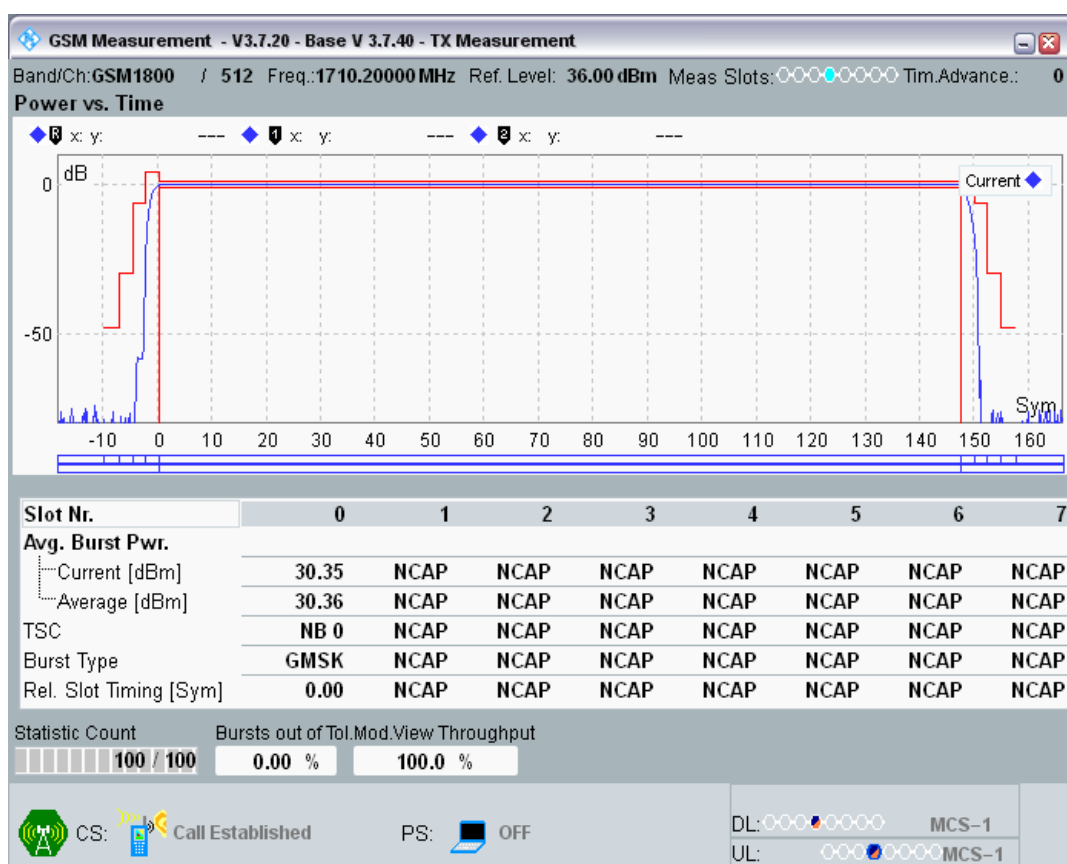 GSM Measurement - V3.7.20 - Base V 3.7.40 - TX Measurement
Band/Ch:GSM1800 / 512 Freq.:1710.20000 MHz Ref. Level: 36.00 dBm Meas Slots: Tim.Advance.: 0
Power vs. Time
R x: y: --- 1 x: y: --- 2 x: y: ---
dB
Current
0
-50
Sym
-10 0 10 20 30 40 50 60 70 80 90 100 110 120 130 140 150 160
Slot Nr. 0 1 2 3 4 5 6 7
Avg. Burst Pwr.
Current [dBm] 30.35 NCAP NCAP NCAP NCAP NCAP NCAP NCAP
Average [dBm] 30.36 NCAP NCAP NCAP NCAP NCAP NCAP NCAP
TSC NB 0 NCAP NCAP NCAP NCAP NCAP NCAP NCAP
Burst Type GMSK NCAP NCAP NCAP NCAP NCAP NCAP NCAP
Rel. Slot Timing [Sym] 0.00 NCAP NCAP NCAP NCAP NCAP NCAP NCAP
Statistic Count Bursts out of Tol.Mod.View Throughput
100 / 100 0.00 % 100.0 %
CS: Call Established PS: OFF
DL: MCS-1
UL: MCS-1